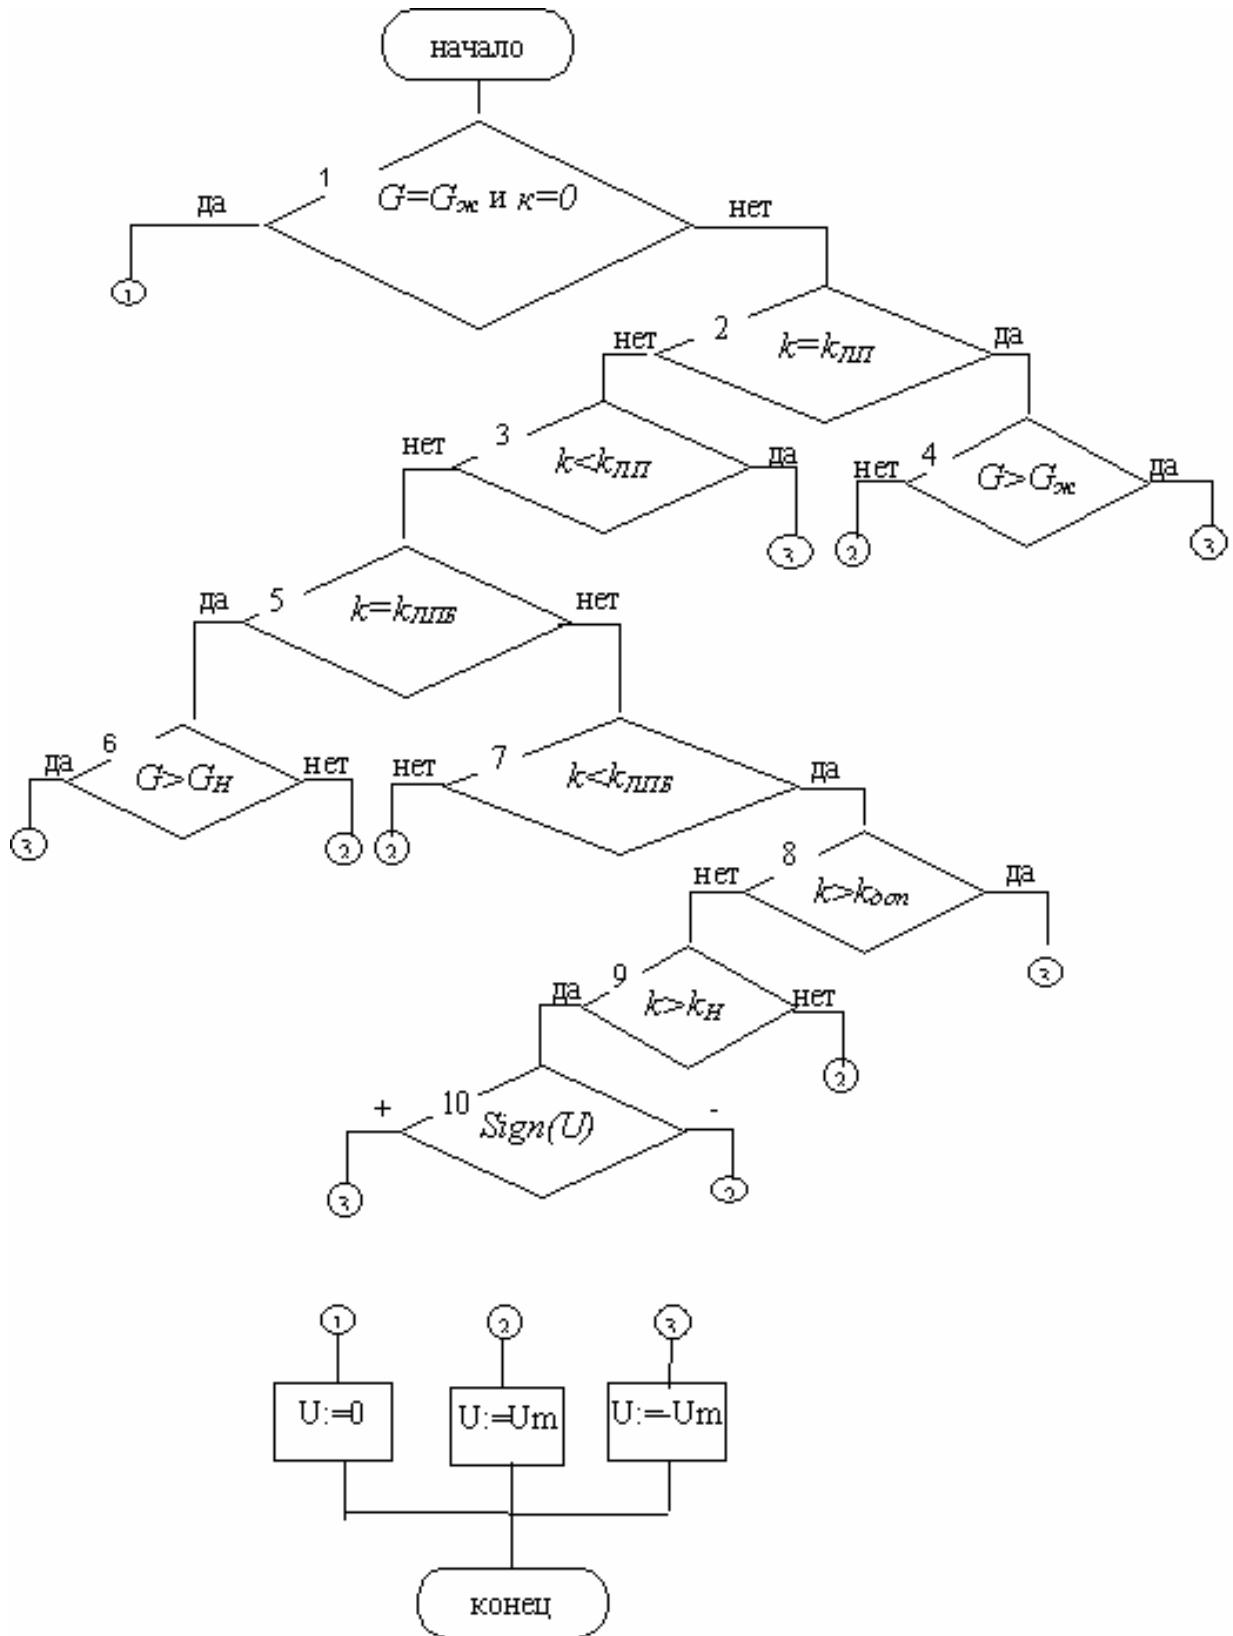 начало
1
G=Gж и к=0
да
нет
1
2
k=kЛП
нет
да
3
k<kЛП
нет
да
4
G>Gж
нет
да
3
2
3
5
k=kЛПБ
да
нет
6
G>GН
да
нет
7
k<kЛПБ
нет
да
3
2
2
8
k>kдоп
нет
да
9
k>kН
да
нет
3
2
10
Sign(U)
+
-
3
2
1
2
3
U:=0
U:=Um
U:=-Um
конец